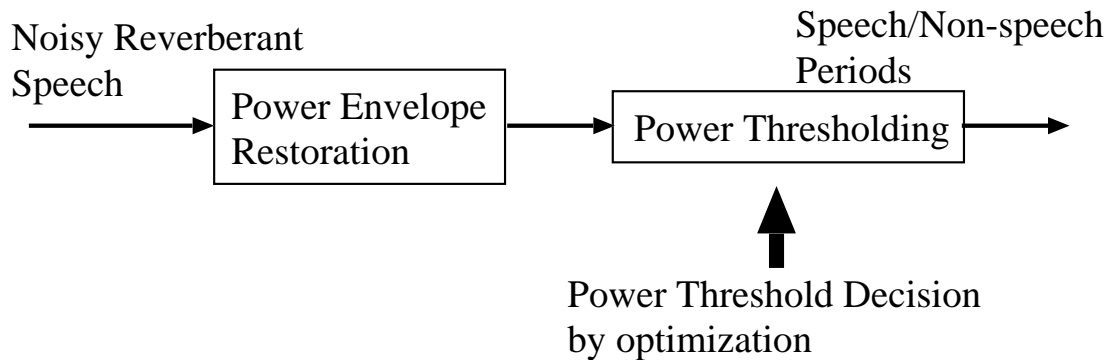 Noisy Reverberant
Speech
Power Envelope
Restoration
Speech/Non-speech
Periods
Power Thresholding
Power Threshold Decision
by optimization